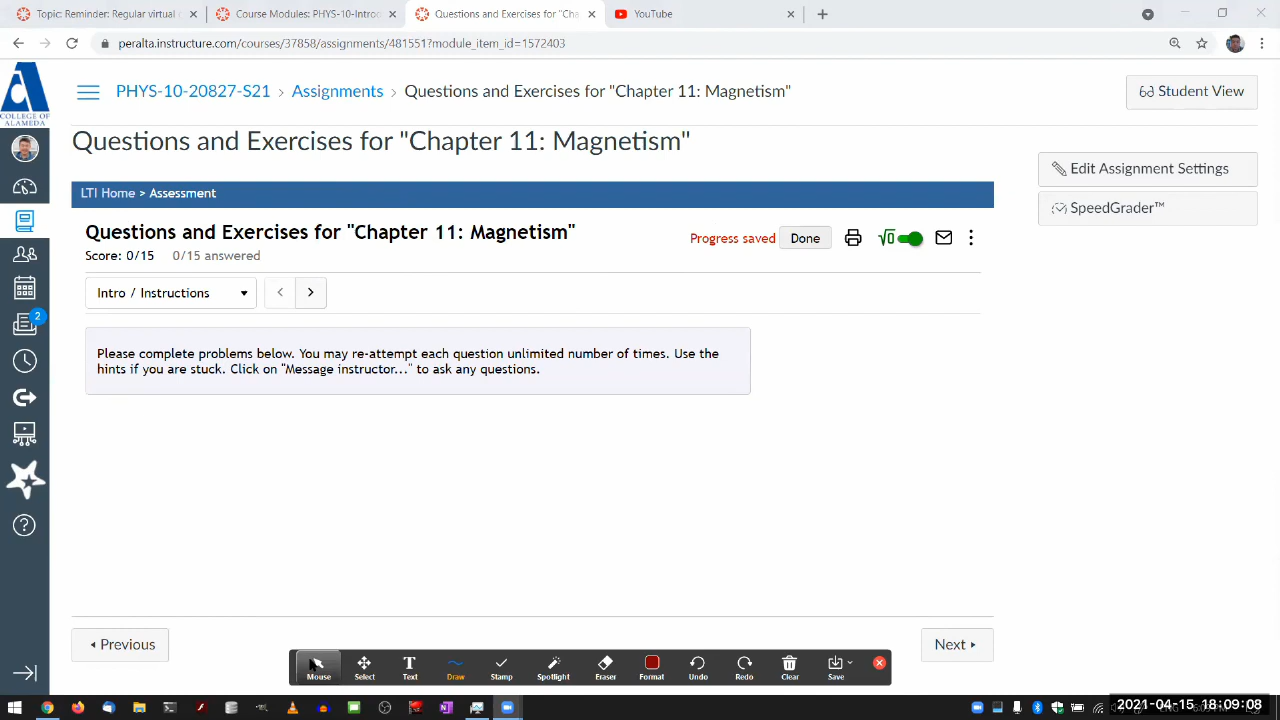 Topic: Reminder: Regular virtual
Course Modules: PHYS-10-Intro
Questions and Exercises for "Cha
YouTube
peralta.instructure.com/courses/37858/assignments/481551?module_item_id=1572403
COLLEGE OF
ALAMEDA
PHYS-10-20827-S21 › Assignments › Questions and Exercises for "Chapter 11: Magnetism"
Student View
Questions and Exercises for "Chapter 11: Magnetism"
Edit Assignment Settings
SpeedGrader™
LTI Home > Assessment
Questions and Exercises for "Chapter 11: Magnetism"
Progress saved
Done
√0
Score: 0/15 0/15 answered
Intro / Instructions
2
Please complete problems below. You may re-attempt each question unlimited number of times. Use the
hints if you are stuck. Click on "Message instructor..." to ask any questions.
Previous
Next
Mouse
Select
Text
Draw
Stamp
Spotlight
Eraser
Format
Undo
Redo
Clear
Save
2021-04-15 18:09:08